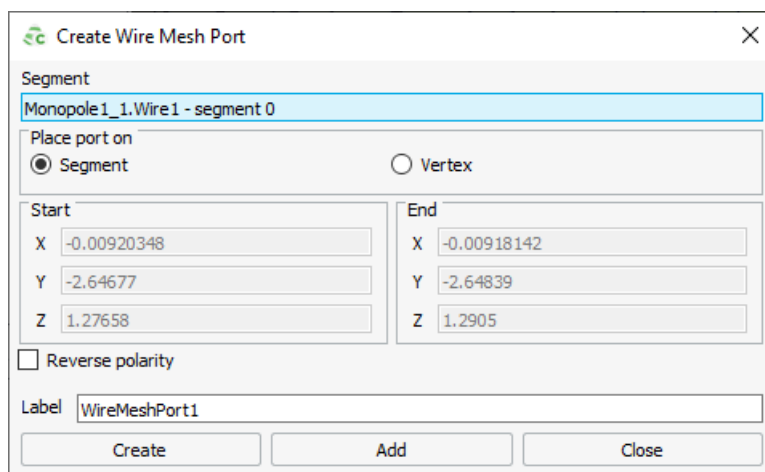 Create Wire Mesh Port
Segment
Monopole1_1.Wire1 - segment 0
Place port on
Segment
Vertex
Start
X -0.00920348
Y -2.64677
Z 1.27658
End
X -0.00918142
Y -2.64839
Z 1.2905
Reverse polarity
Label WireMeshPort1
Create Add Close